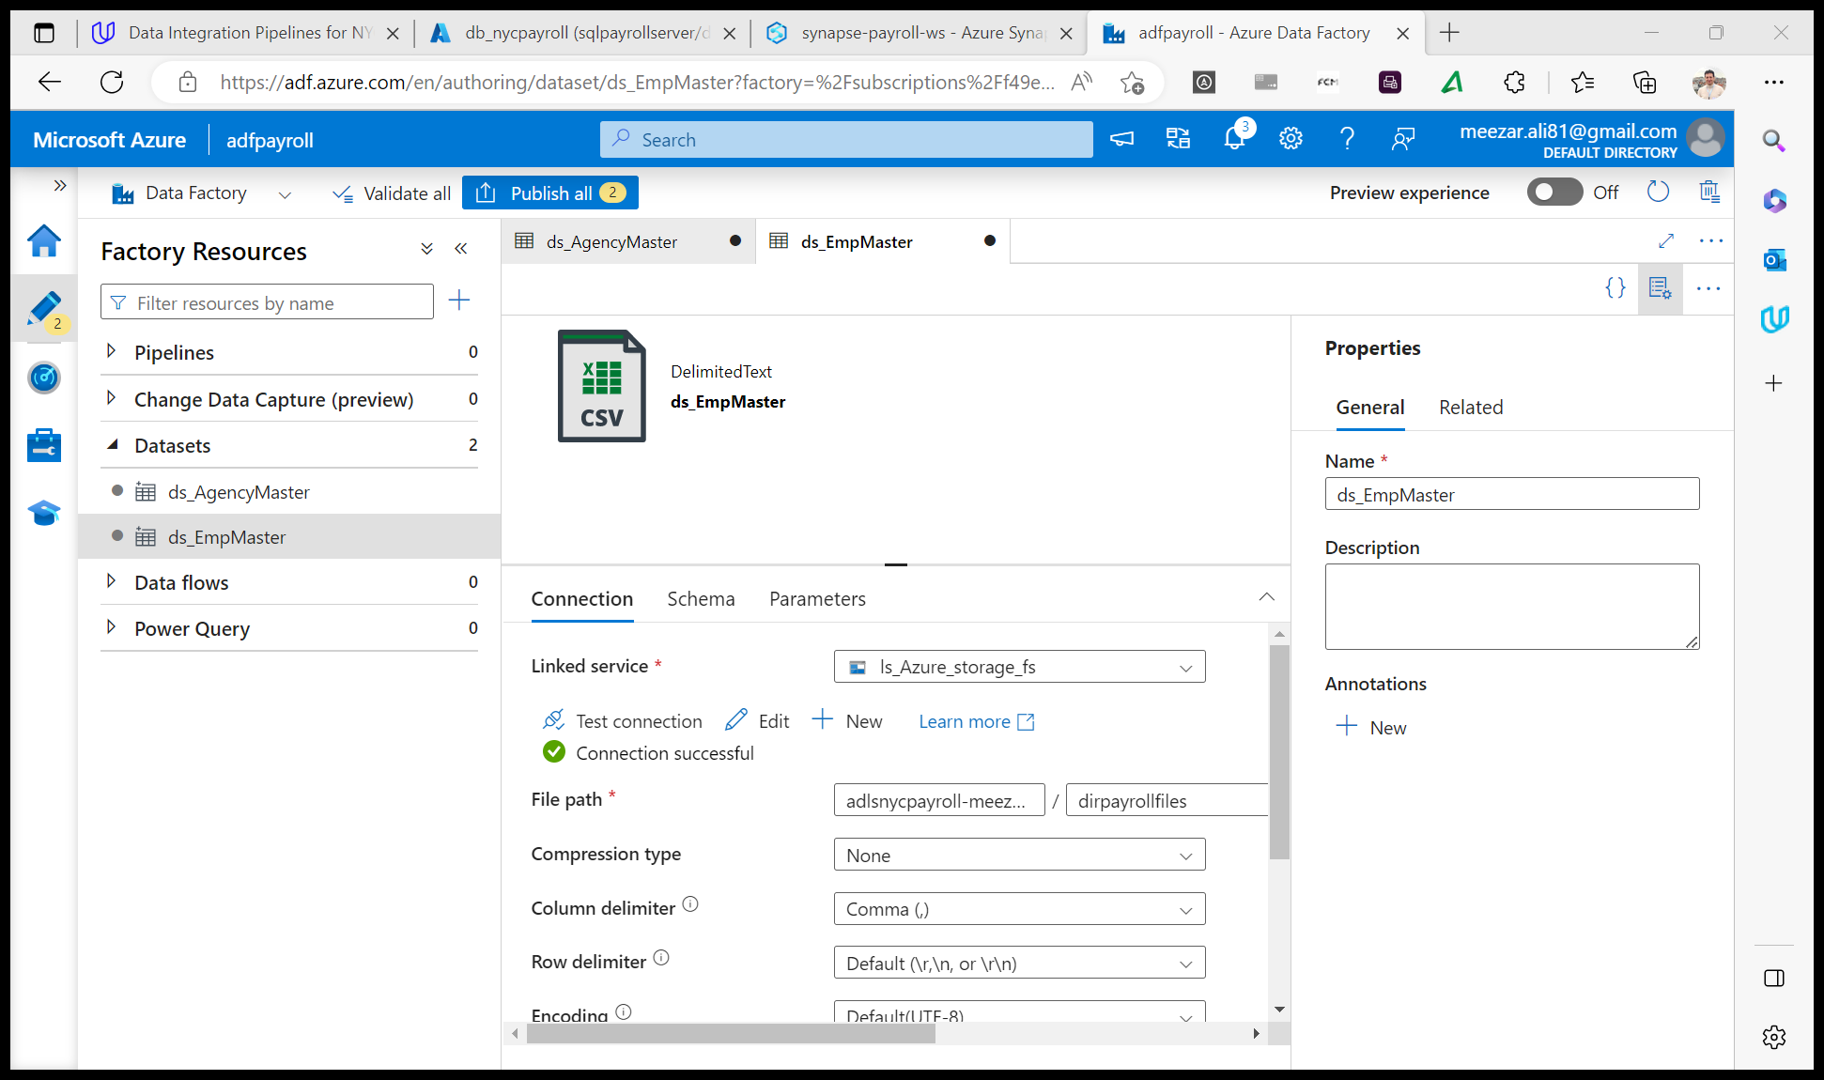 Data Integration Pipelines for NY
db_nycpayroll (sqlpayrollserver/d
synapse-payroll-ws - Azure Syna
adfpayroll - Azure Data Factory
https://adf.azure.com/en/authoring/dataset/ds_EmpMaster?factory=%2Fsubscriptions%2Ff49e...
FCM
Microsoft Azure
adfpayroll
Search
3
meezar.ali81@gmail.com
DEFAULT DIRECTORY
Data Factory
Validate all
Publish all 2
Preview experience
Off
Factory Resources
2
Filter resources by name
Pipelines 0
Change Data Capture (preview) 0
Datasets 2
ds_AgencyMaster
ds_EmpMaster
Data flows 0
Power Query 0
ds_AgencyMaster
ds_EmpMaster
CSV
DelimitedText
ds_EmpMaster
Connection
Schema
Parameters
Linked service *
ls_Azure_storage_fs
Test connection
Edit
New
Learn more
Connection successful
File path *
adlsnycpayroll-meez... / dirpayrollfiles
Compression type
None
Column delimiter
Comma (,)
Row delimiter
Default (\r,\n, or \r\n)
Encoding
Default(UTF-8)
Properties
General
Related
Name *
ds_EmpMaster
Description
Annotations
New